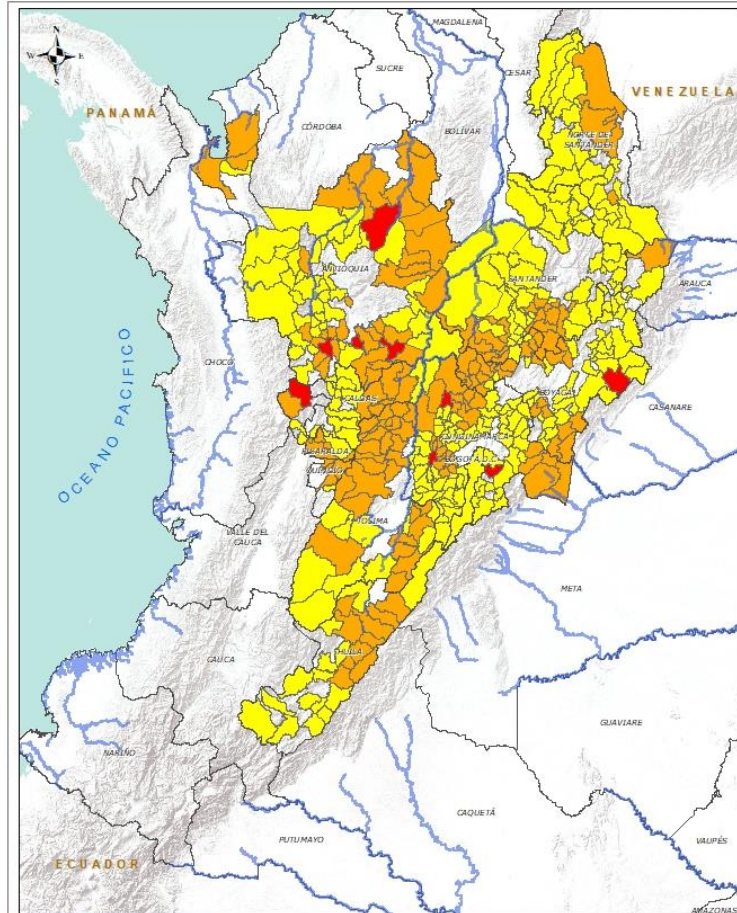 MAGDALENA
N
W E
S
SUCRE
CESAR
VENEZUELA
PANAMÁ
CÓRDOBA
BOLÍVAR
NORTE DE
SANTANDER
ANTIOQUIA
SANTANDER
ARAUCA
CHOCÓ
OCEANO PACIFICO
CALDAS
BOYACÁ
CASANARE
CUNDINAMARCA
RISARALDA
BOGOTÁ D.C.
QUINDIO
TOLIMA
VALLE DEL
CAUCA
META
CAUCA
HUILA
GUAVIARE
NARIÑO
CAQUETÁ
PUTUMAYO
VAUPÉS
ECUADOR
AMAZONAS